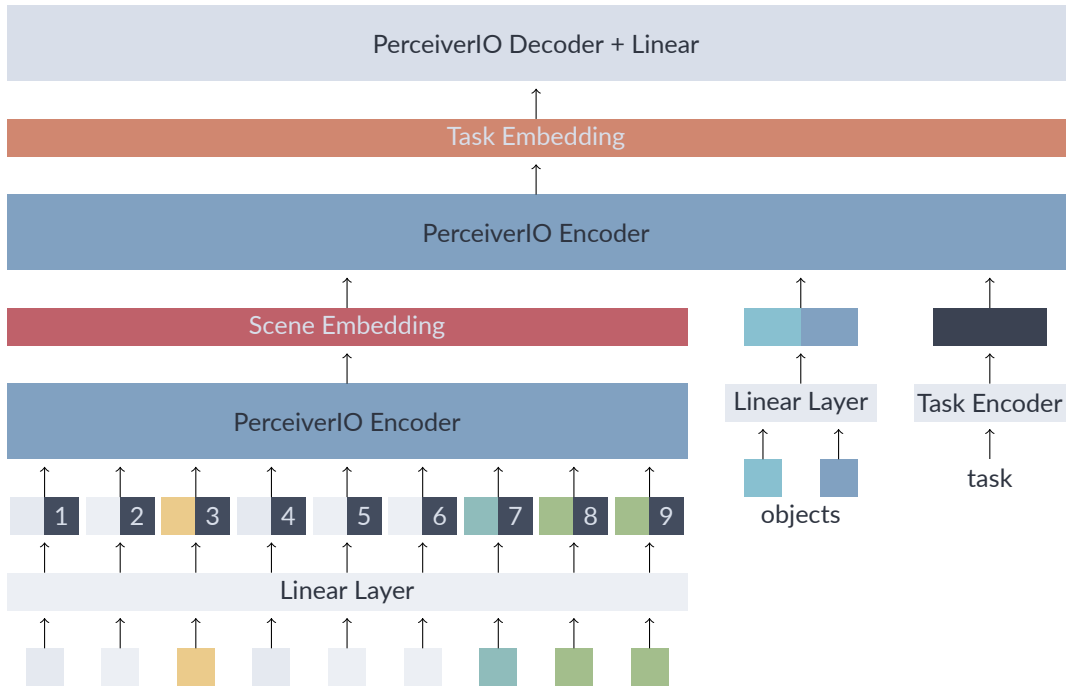 PerceiverIO Decoder + Linear
Task Embedding
PerceiverIO Encoder
Scene Embedding
PerceiverIO Encoder
Linear Layer
Task Encoder
1 2 3 4 5 6 7 8 9
objects
task
Linear Layer